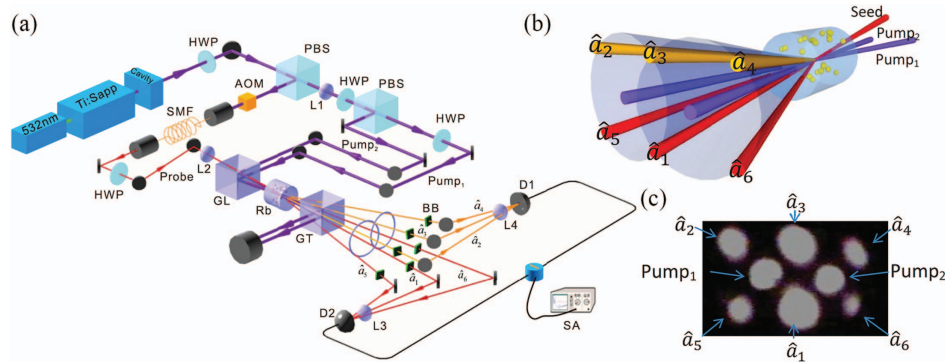 (a)
HWP
PBS
Cavity
AOM
L1
HWP
PBS
Ti:Sapp
532nm
SMF
HWP
Pump₂
Pump₁
HWP
Probe
L2
GL
Rb
GT
BB
D1
L4
â₄
â₃
â₂
â₅
â₁
â₆
D2
L3
SA
(b)
Seed
Pump₂
Pump₁
â₂
â₃
â₄
â₅
â₁
â₆
(c)
â₃
â₂
â₄
Pump₁
Pump₂
â₅
â₆
â₁